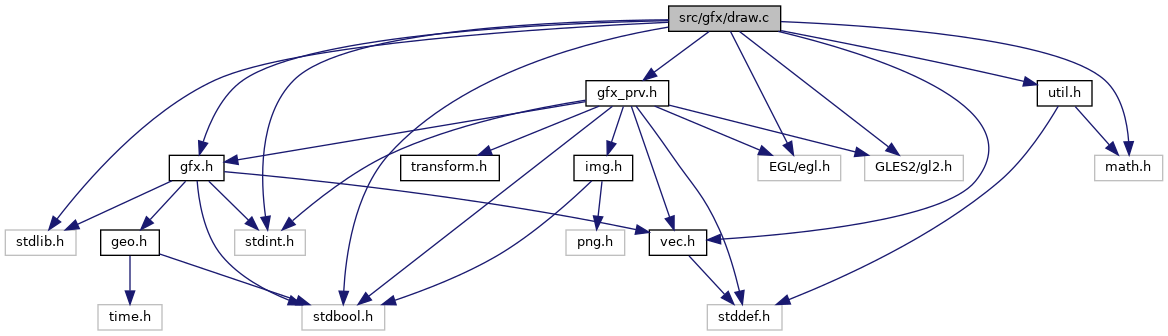 src/gfx/draw.c
gfx_prv.h
util.h
gfx.h
transform.h
img.h
EGL/egl.h
GLES2/gl2.h
math.h
stdlib.h
geo.h
stdint.h
png.h
vec.h
time.h
stdbool.h
stddef.h